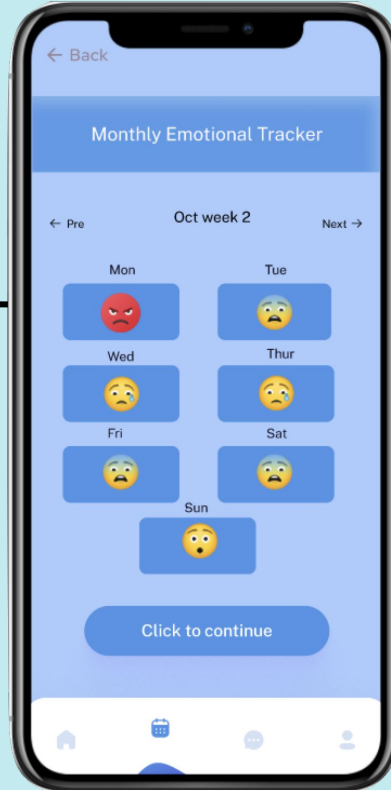 ← Back
Monthly Emotional Tracker
← Pre Oct week 2 Next →
Mon Tue
Wed Thur
Fri Sat
Sun
Click to continue